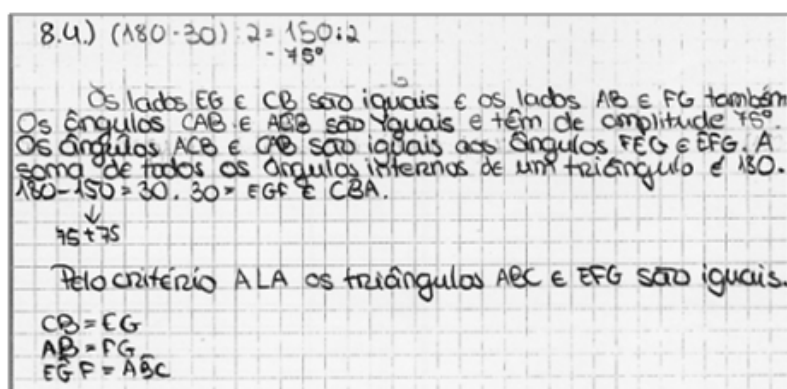 8.4.) (180-30) : 2 = 150 : 2
= 75°
Os lados EG e CB são iguais e os lados AB e FG também
Os ângulos CAB e ACB são iguais e têm de amplitude 75°.
Os ângulos ACB e CAB são iguais aos ângulos FEG e EFG. A
soma de todos os ângulos internos de um triângulo é 180.
180-150 = 30. 30 = EGF e CBA.
↓
75+75
Pelo critério ALA os triângulos ABC e EFG são iguais.
CB = EG
AB = FG
EĜF = AB̂C